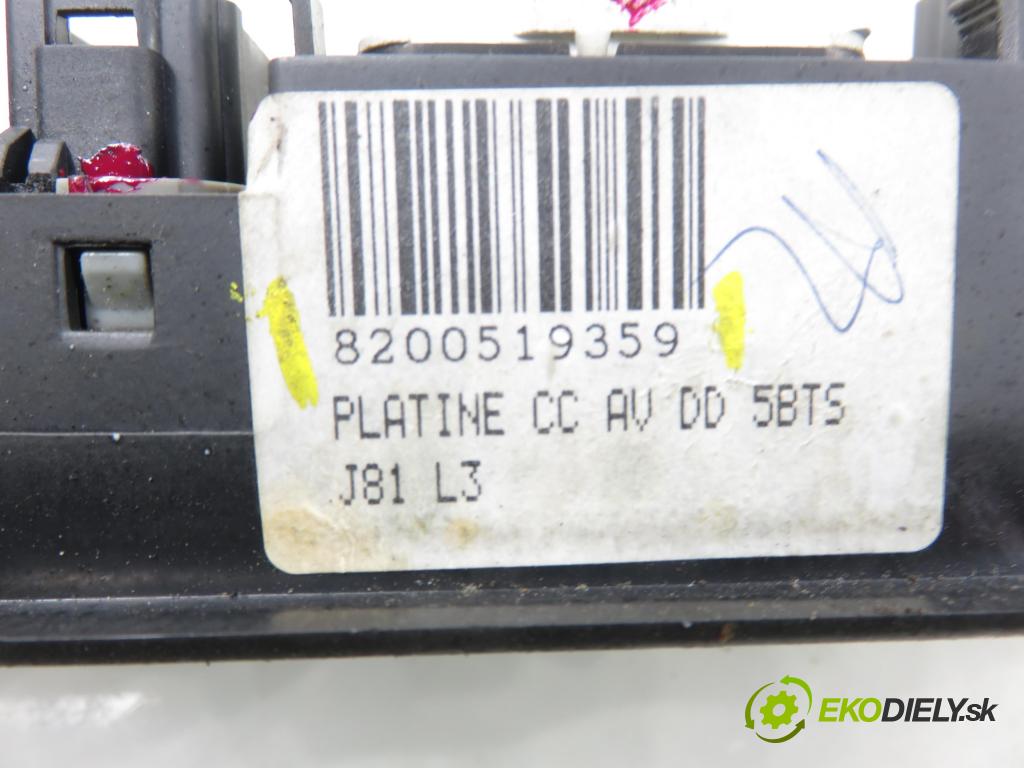 8200519359
PLATINE CC AV DD 5BTS
J81 L3
EKODIELY.sk